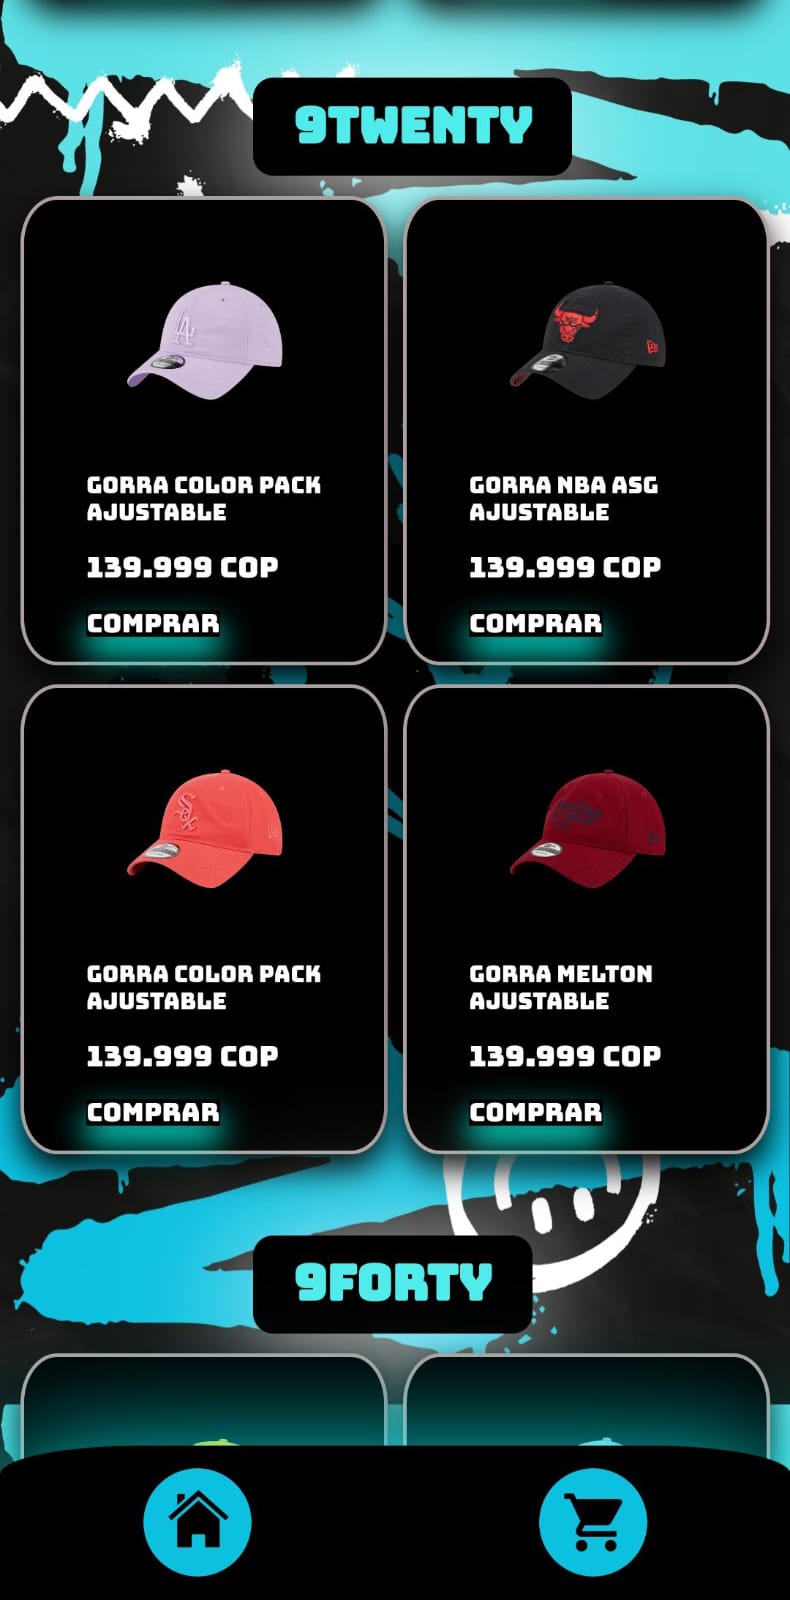 9TWENTY
GORRA COLOR PACK
AJUSTABLE
139.999 COP
COMPRAR
GORRA NBA ASG
AJUSTABLE
139.999 COP
COMPRAR
GORRA COLOR PACK
AJUSTABLE
139.999 COP
COMPRAR
GORRA MELTON
AJUSTABLE
139.999 COP
COMPRAR
9FORTY